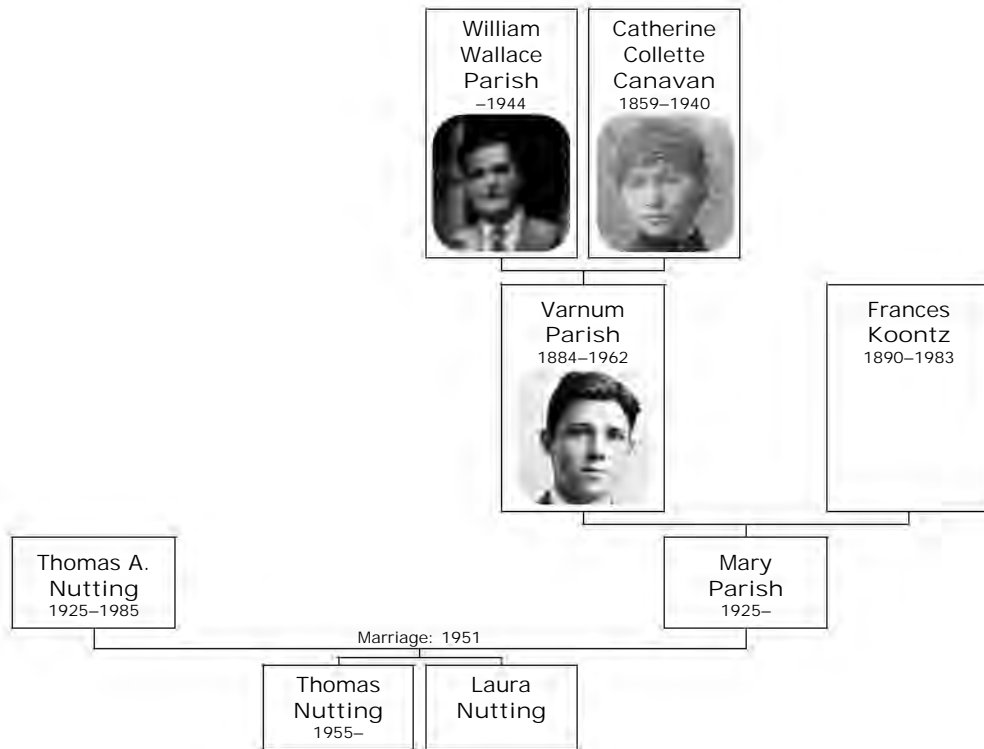 William
Wallace
Parish
–1944
Catherine
Collette
Canavan
1859–1940
Varnum
Parish
1884–1962
Frances
Koontz
1890–1983
Thomas A.
Nutting
1925–1985
Mary
Parish
1925–
Marriage: 1951
Thomas
Nutting
1955–
Laura
Nutting